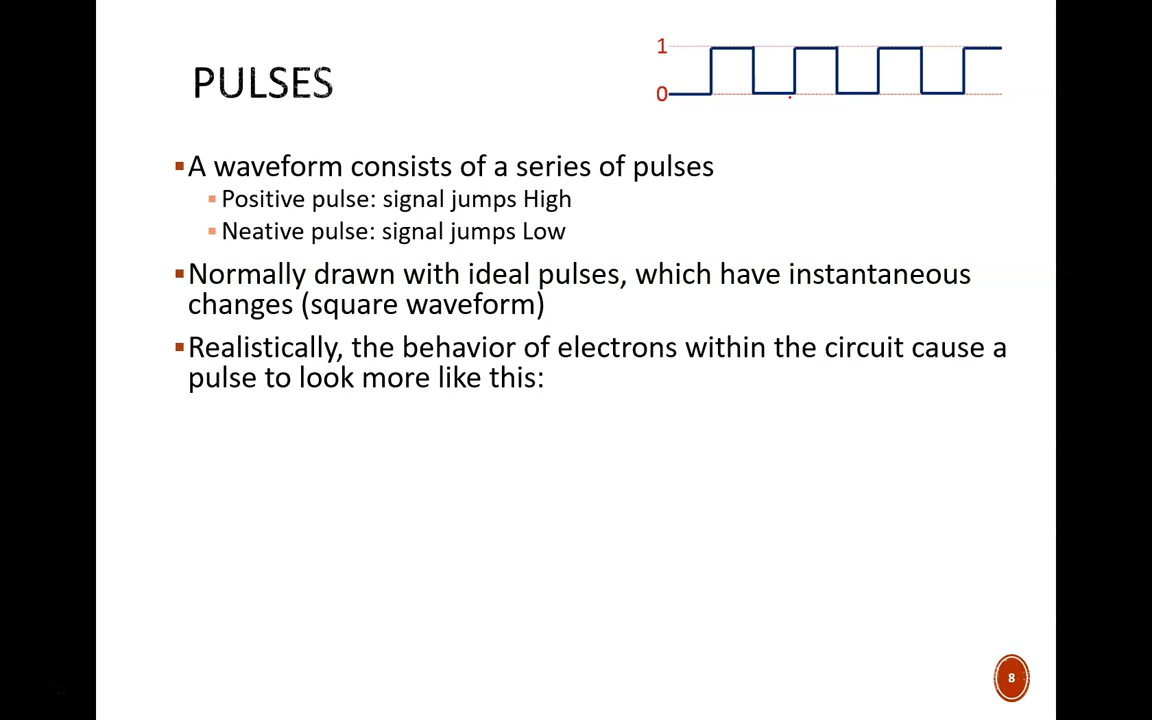 PULSES
1
0
A waveform consists of a series of pulses
Positive pulse: signal jumps High
Neative pulse: signal jumps Low
Normally drawn with ideal pulses, which have instantaneous
changes (square waveform)
Realistically, the behavior of electrons within the circuit cause a
pulse to look more like this:
8